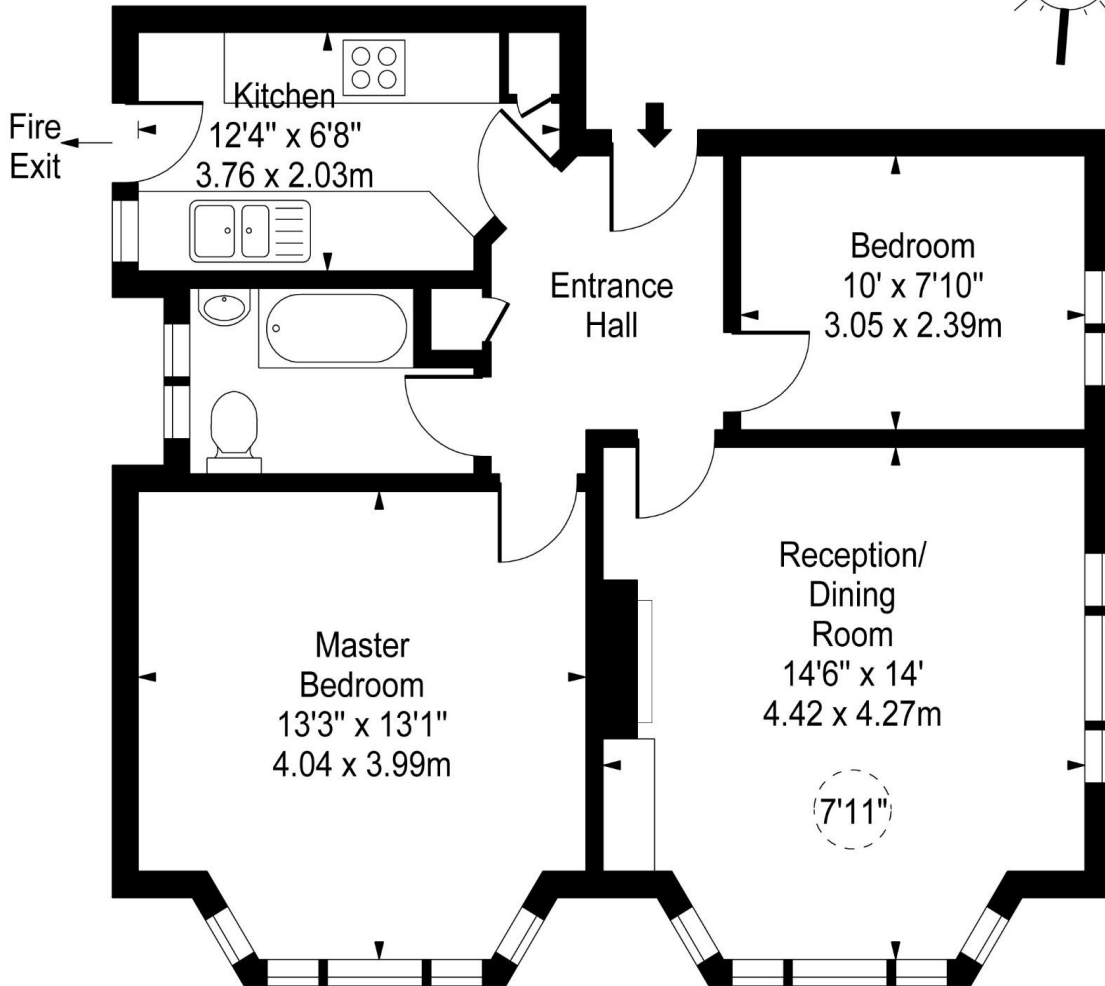 Kitchen
12'4" x 6'8"
3.76 x 2.03m
Fire
Exit
Entrance
Hall
Bedroom
10' x 7'10"
3.05 x 2.39m
Master
Bedroom
13'3" x 13'1"
4.04 x 3.99m
Reception/
Dining
Room
14'6" x 14'
4.42 x 4.27m
7'11"